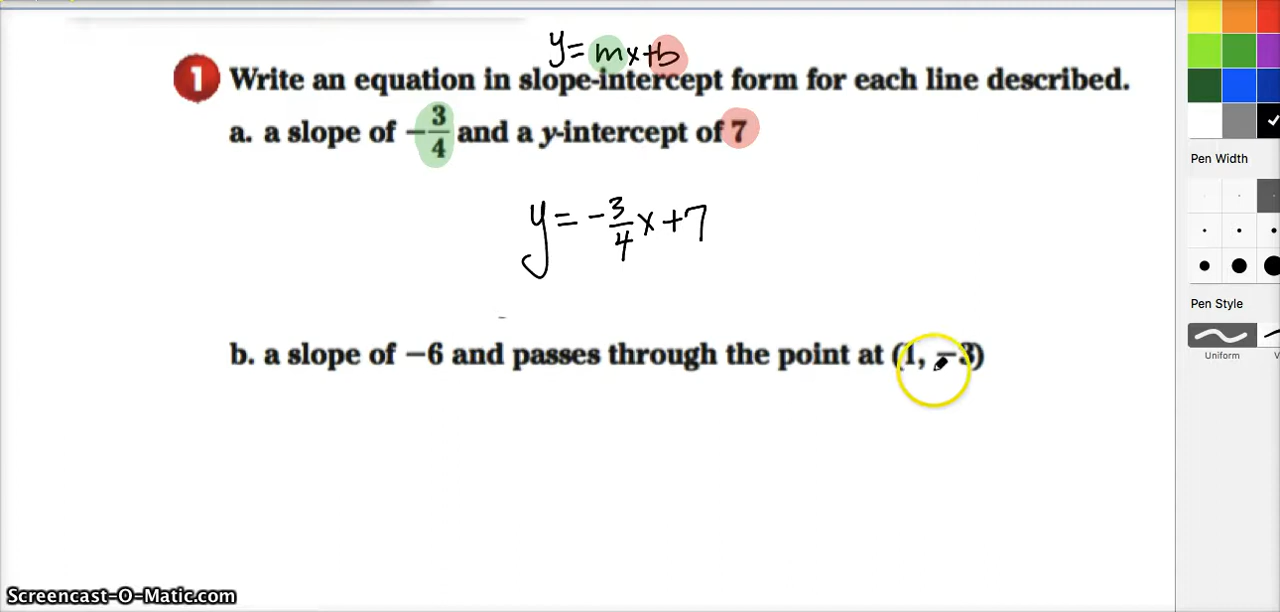 y=mx+b
1 Write an equation in slope-intercept form for each line described.
a. a slope of −3/4 and a y-intercept of 7
y = -3/4x+7
b. a slope of −6 and passes through the point at (1, −3)
Pen Width
Pen Style
Uniform
V
Screencast-O-Matic.com